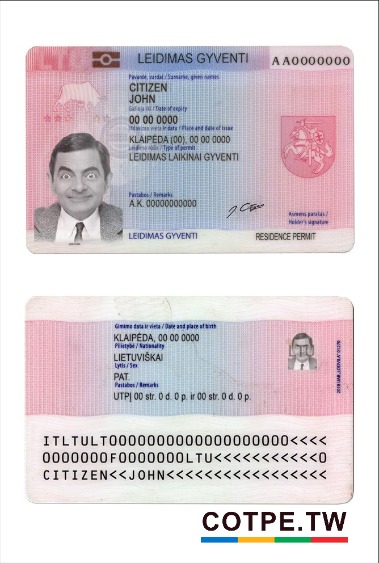 LTU
LEIDIMAS GYVENTI
AA0000000
Pavardė, vardai / Surname, given names
CITIZEN
JOHN
Galioja iki / Date of expiry
00 00 0000
Išdavimo vieta ir data / Place and date of issue
KLAIPĖDA (00), 00 00 0000
Leidimo rūšis / Type of permit
LEIDIMAS LAIKINAI GYVENTI
Pastabos / Remarks
A.K. 00000000000
Asmens parašas /
Holder's signature
LEIDIMAS GYVENTI
RESIDENCE PERMIT
Gimimo data ir vieta / Date and place of birth
KLAIPĖDA, 00 00 0000
Pilietybė / Nationality
LIETUVIŠKAI
Lytis / Sex
PAT.
Pastabos / Remarks
UTPĮ 00 str. 0 d. 0 p. ir 00 str. 0 d. 0 p.
ITLTULT00000000000000000000<<<<
0000000F0000000LTU<<<<<<<<<<<0
CITIZEN<<JOHN<<<<<<<<<<<<<<<<<
COTPE.TW